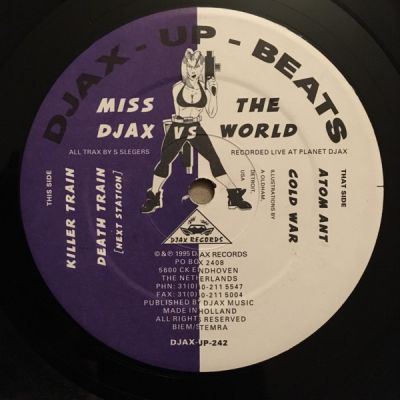 DJAX - UP - BEATS
MISS DJAX VS THE WORLD
ALL TRAX BY S SLEGERS
RECORDED LIVE AT PLANET DJAX
THIS SIDE
KILLER TRAIN
DEATH TRAIN
[NEXT STATION]
THAT SIDE
ATOM ANT
COLD WAR
ILLUSTRATIONS BY
A OLDHAM,
DETROIT,
USA
DJAX RECORDS
© & ℗ 1995 DJAX RECORDS
PO BOX 2408
5600 CK EINDHOVEN
THE NETHERLANDS
PHN: 31(0)40-211 5547
FAX: 31(0)40-211 5004
PUBLISHED BY DJAX MUSIC
MADE IN HOLLAND
ALL RIGHTS RESERVED
BIEM/STEMRA
DJAX-UP-242